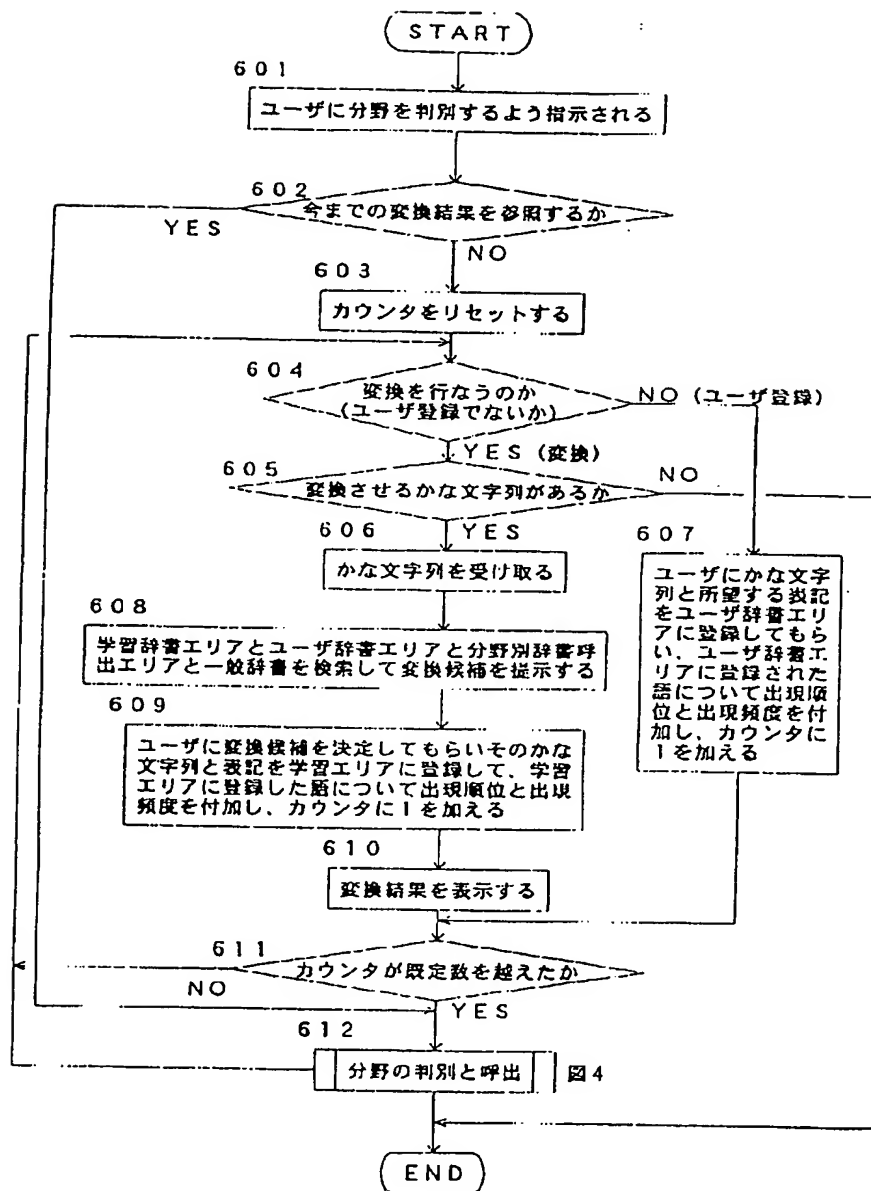 START
601
ユーザに分野を判別するよう指示される
602
今までの変換結果を参照するか
YES
NO
603
カウンタをリセットする
604
変換を行なうのか
(ユーザ登録でないか)
NO (ユーザ登録)
YES (変換)
605
変換させるかな文字列があるか
NO
YES
606
かな文字列を受け取る
607
ユーザにかな文字
列と所望する表記
をユーザ辞書エリ
アに登録してもら
い、ユーザ辞書エ
リアに登録された
語について出現順
位と出現頻度を付
加し、カウンタに
1を加える
608
学習辞書エリアとユーザ辞書エリアと分野別辞書呼
出エリアと一般辞書を検索して変換候補を提示する
609
ユーザに変換候補を決定してもらいそのかな
文字列と表記を学習エリアに登録して、学習
エリアに登録した語について出現順位と出現
頻度を付加し、カウンタに1を加える
610
変換結果を表示する
611
カウンタが既定数を越えたか
NO
YES
612
分野の判別と呼出
図4
END